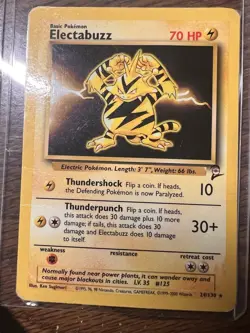 Basic Pokémon
Electabuzz
70 HP
Electric Pokémon. Length: 3' 7", Weight: 66 lbs.
Thundershock Flip a coin. If heads,
the Defending Pokémon is now Paralyzed.
10
Thunderpunch Flip a coin. If heads,
this attack does 30 damage plus 10 more
damage; if tails, this attack does 30 damage
and Electabuzz does 10 damage to itself.
30+
weakness
resistance
retreat cost
-30
Normally found near power plants, it can wander away and
cause major blackouts in cities. LV. 35 #125
Illus. Ken Sugimori